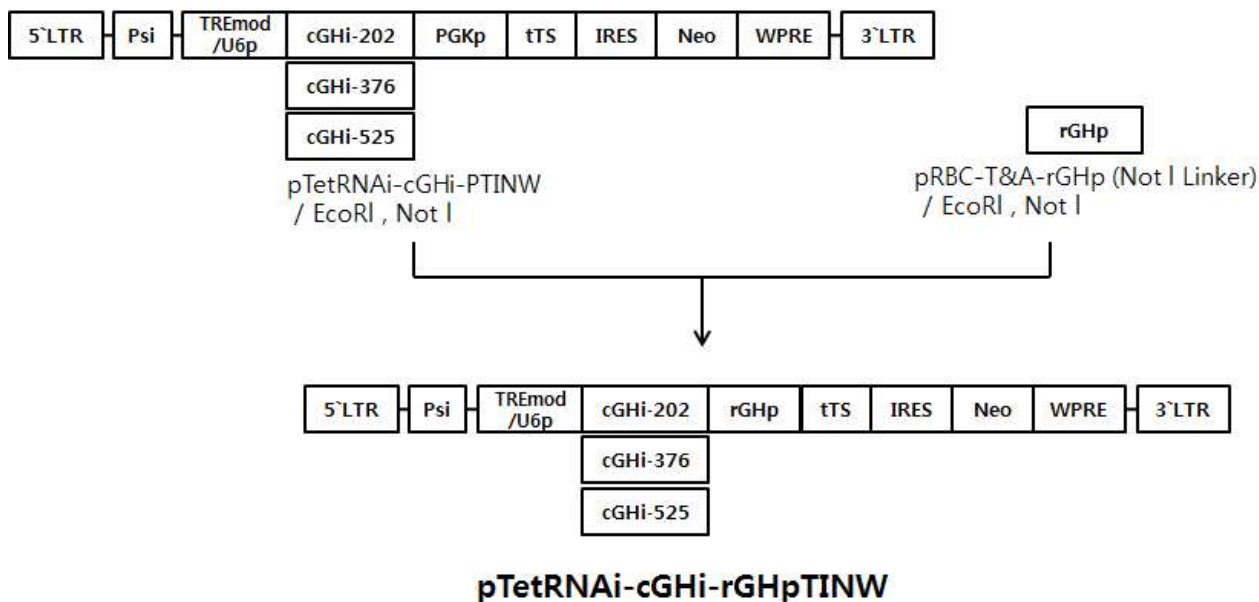 5`LTR Psi TREmod cGHi-202 PGKp tTS IRES Neo WPRE 3`LTR
/U6p
cGHi-376
cGHi-525
rGHp
pTetRNAi-cGHi-PTINW
/ EcoRI , Not I
pRBC-T&A-rGHp (Not I Linker)
/ EcoRI , Not I
5`LTR Psi TREmod cGHi-202 rGHp tTS IRES Neo WPRE 3`LTR
/U6p
cGHi-376
cGHi-525
pTetRNAi-cGHi-rGHpTINW